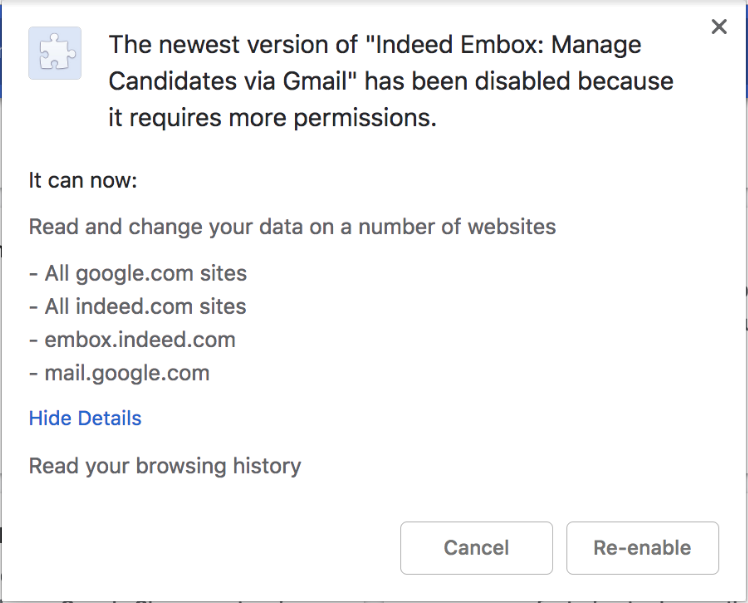 The newest version of "Indeed Embox: Manage
Candidates via Gmail" has been disabled because
it requires more permissions.
It can now:
Read and change your data on a number of websites
- All google.com sites
- All indeed.com sites
- embox.indeed.com
- mail.google.com
Hide Details
Read your browsing history
Cancel
Re-enable